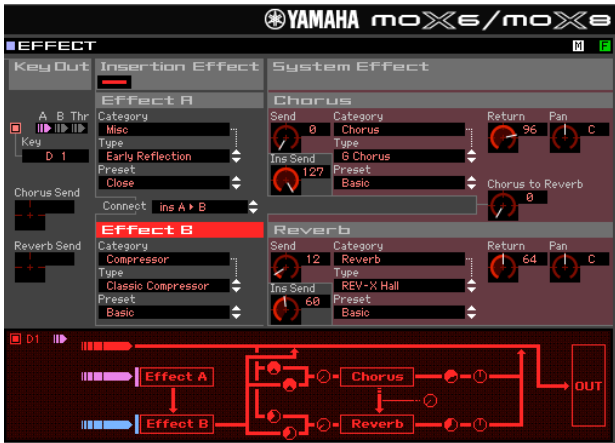 YAMAHA moX6/moX8
EFFECT M F
Key Out Insertion Effect System Effect
Effect A Chorus
A B Thr Category Send Category Return Pan
Misc 0 Chorus 96 C
Key Type Ins Send Type
D 1 Early Reflection 127 G Chorus
Preset Preset
Close Basic
Chorus Send Chorus to Reverb
Connect ins A▸B 0
Effect B Reverb
Reverb Send Category Send Category Return Pan
Compressor 12 Reverb 64 C
Type Type
Classic Compressor REV-X Hall
Preset Ins Send Preset
Basic 60 Basic
D1
Effect A Chorus OUT
Effect B Reverb